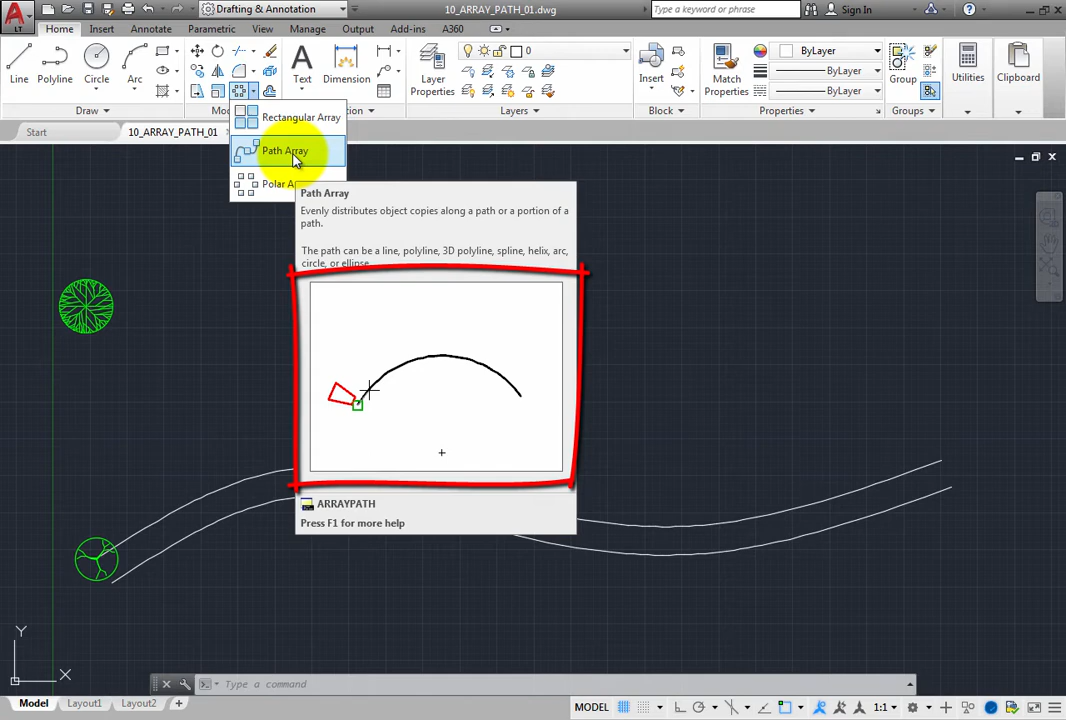 Drafting & Annotation
10_ARRAY_PATH_01.dwg
Type a keyword or phrase
Sign In
LT
Home
Insert
Annotate
Parametric
View
Manage
Output
Add-ins
A360
Line
Polyline
Circle
Arc
Text
Dimension
Layer
Properties
0
Insert
Match
Properties
ByLayer
ByLayer
ByLayer
Group
Utilities
Clipboard
Draw
Layers
Block
Properties
Groups
Rectangular Array
Path Array
Polar A
Start
10_ARRAY_PATH_01
Path Array
Evenly distributes object copies along a path or a portion of a
path.
The path can be a line, polyline, 3D polyline, spline, helix, arc,
circle, or ellipse.
ARRAYPATH
Press F1 for more help
Y
X
Type a command
Model
Layout1
Layout2
MODEL
1:1